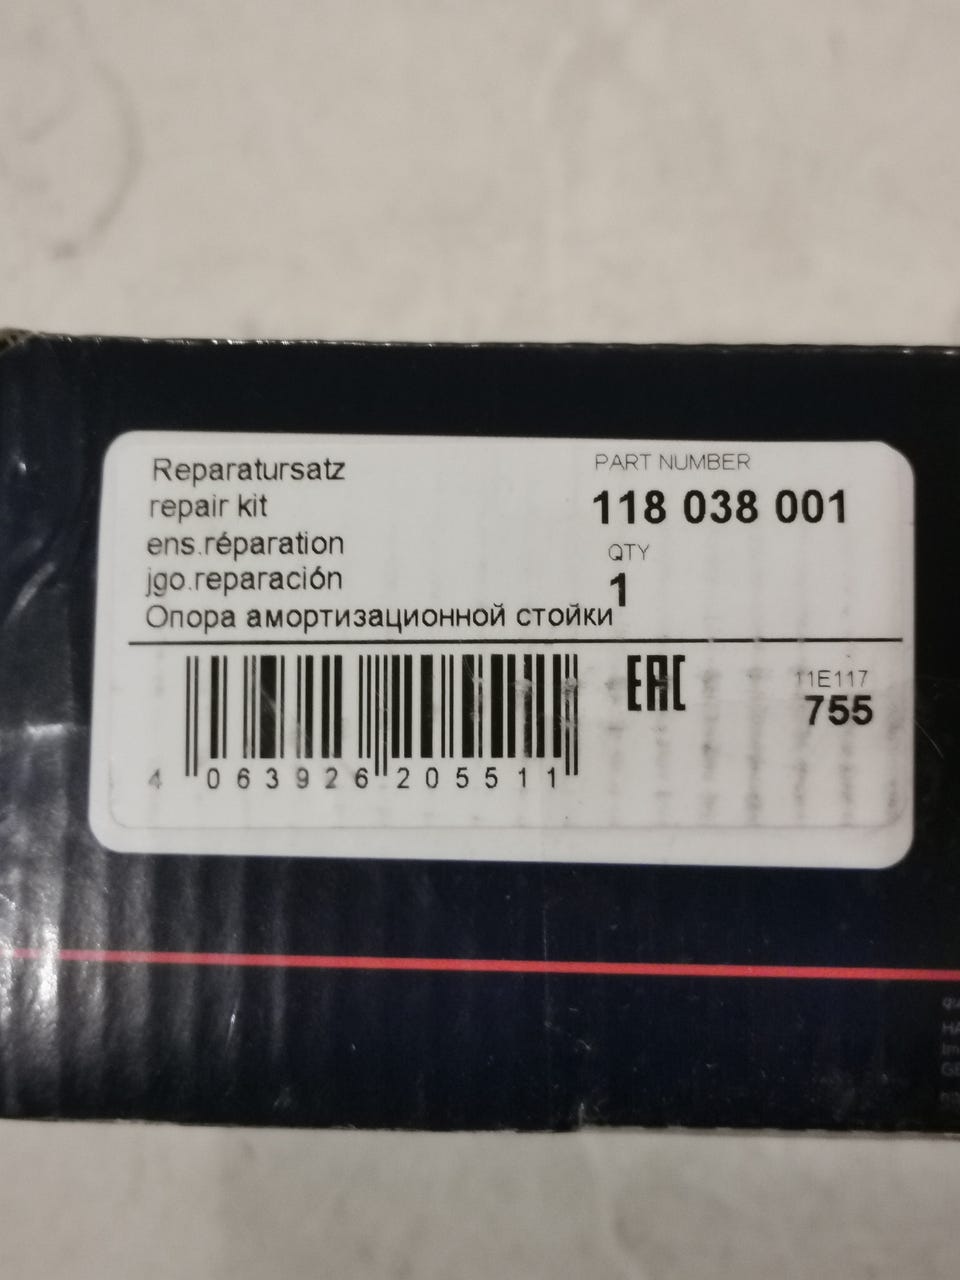 Reparatursatz
repair kit
ens.réparation
jgo.reparación
Опора амортизационной стойки
PART NUMBER
118 038 001
QTY
1
EAC
11E117
755
4 063926 205511